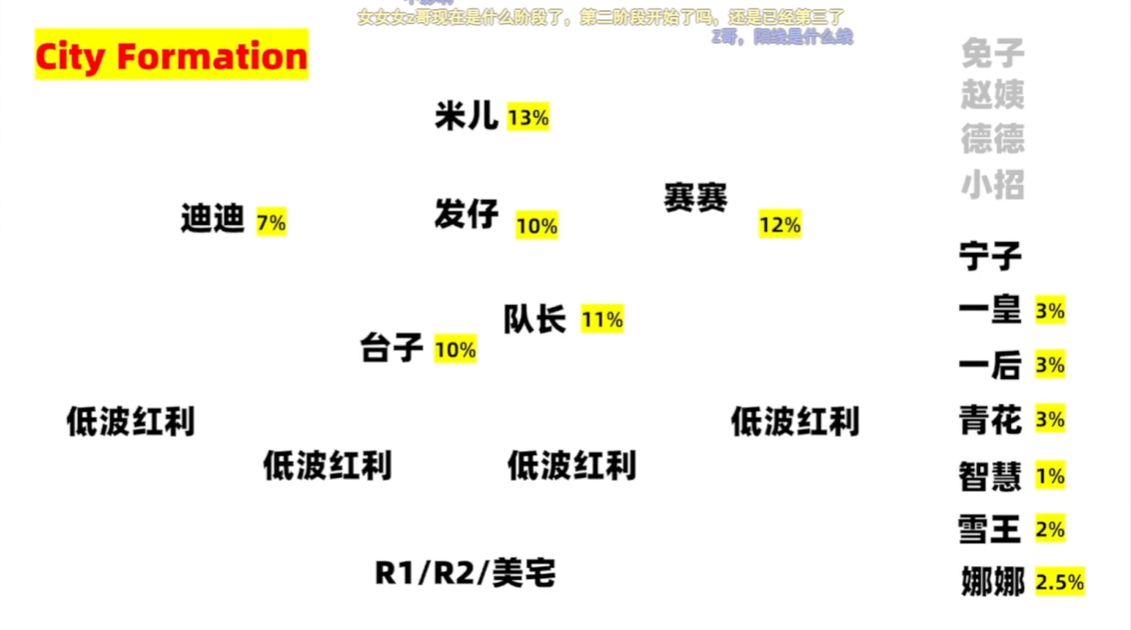 女女女z哥现在是什么阶段了，第二阶段开始了吗，还是已经第三了
Z哥，阳线是什么线
City Formation
米儿 13%
迪迪 7%
发仔 10%
赛赛 12%
队长 11%
台子 10%
低波红利
低波红利
低波红利
低波红利
R1/R2/美宅
兔子
赵姨
德德
小招
宁子
一皇 3%
一后 3%
青花 3%
智慧 1%
雪王 2%
娜娜 2.5%